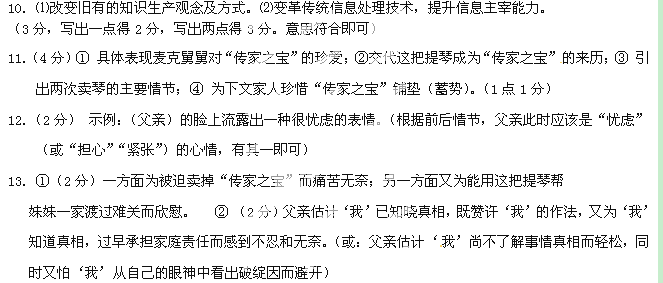 10. ⑴改变旧有的知识生产观念及方式。⑵变革传统信息处理技术，提升信息主宰能力。
（3分，写出一点得2分，写出两点得3分。意思符合即可）
11.（4分）① 具体表现麦克舅舅对“传家之宝”的珍爱；②交代这把提琴成为“传家之宝”的来历；③ 引
出两次卖琴的主要情节；④ 为下文家人珍惜“传家之宝”铺垫（蓄势）。（1点1分）
12.（2分） 示例：（父亲）的脸上流露出一种很忧虑的表情。（根据前后情节，父亲此时应该是“忧虑”
（或“担心”“紧张”）的心情，有其一即可）
13. ①（2分）一方面为被迫卖掉“传家之宝”而痛苦无奈；另一方面又为能用这把提琴帮
妹妹一家渡过难关而欣慰。 ②（2分）父亲估计‘我’已知晓真相，既赞许‘我’的作法，又为‘我’
知道真相，过早承担家庭责任而感到不忍和无奈。（或：父亲估计‘我’尚不了解事情真相而轻松，同
时又怕‘我’从自己的眼神中看出破绽因而避开）